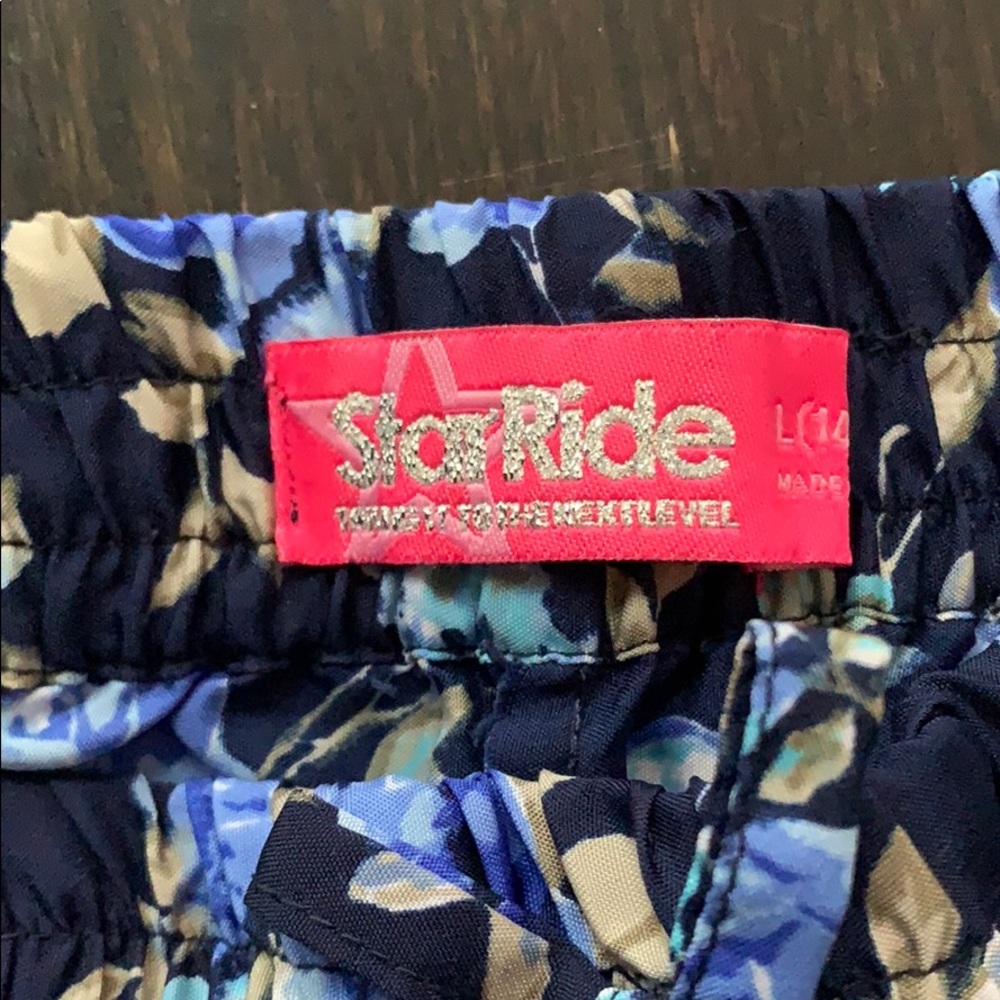 StarRide
TAKING IT TO THE NEXT LEVEL
L(14
MADE